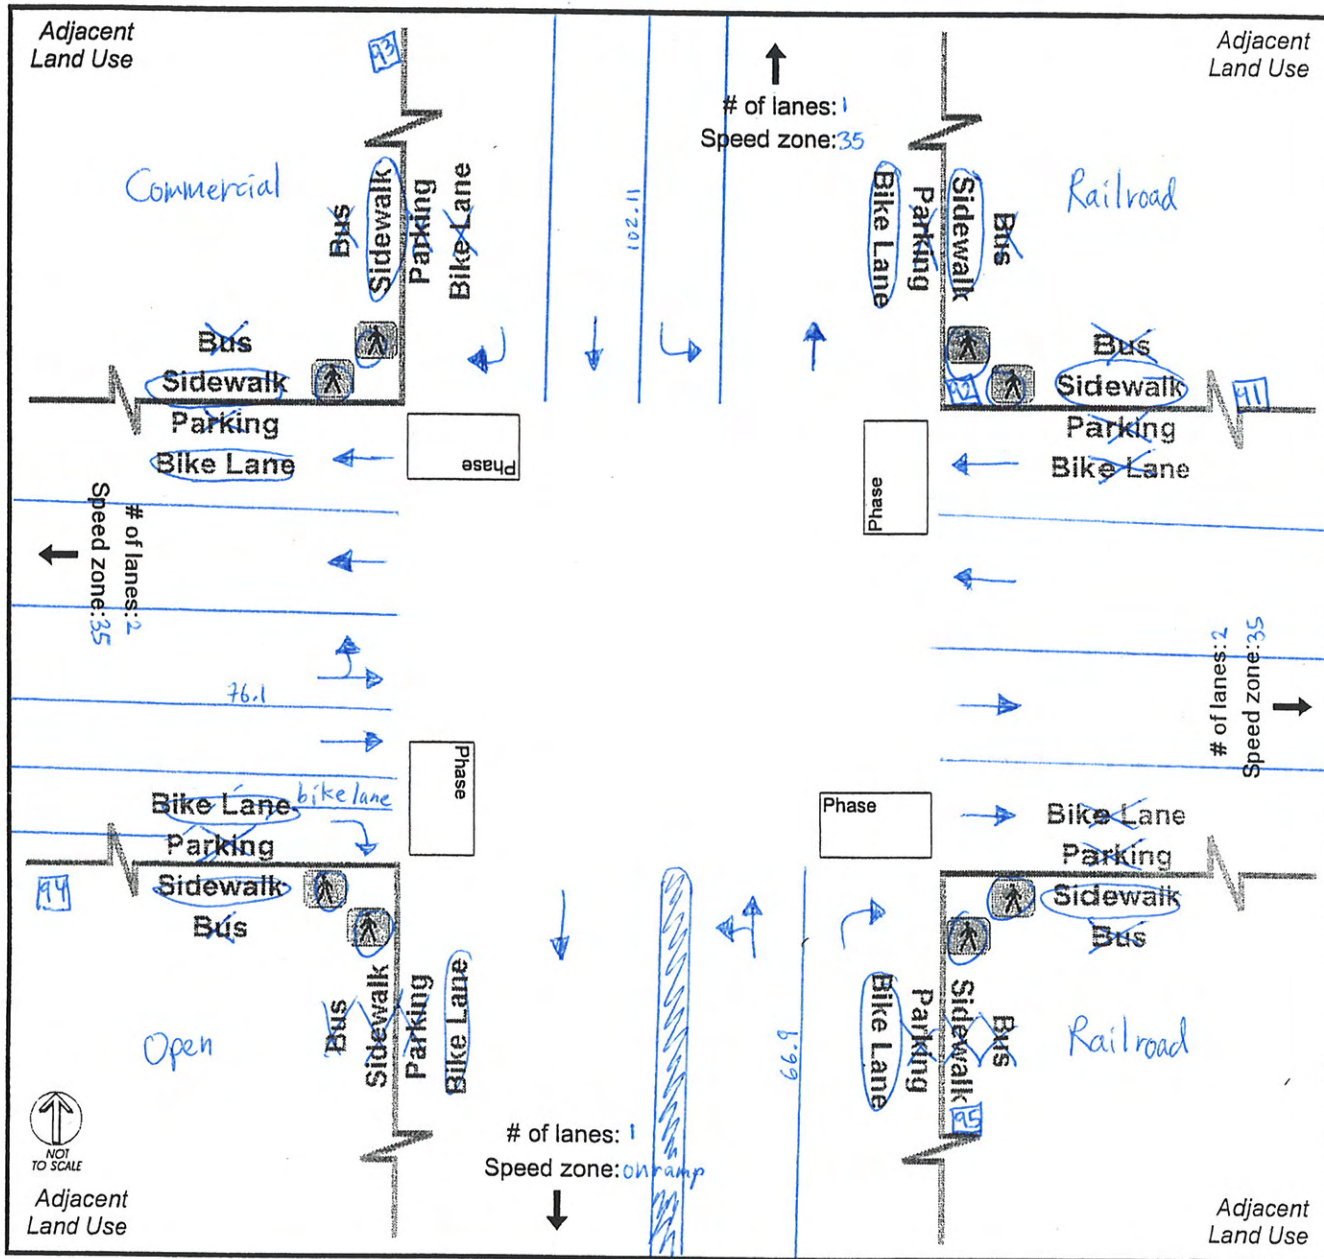 Adjacent
Land Use
93
# of lanes: 1
Speed zone: 35
Adjacent
Land Use
Commercial
Bus
Sidewalk
Parking
Bike Lane
102.11
Bike Lane
Parking
Sidewalk
Bus
Railroad
Bus
Sidewalk
Parking
Bike Lane
Phase
92
Bus
Sidewalk
Parking
Bike Lane
91
Phase
# of lanes: 2
Speed zone: 35
76.1
# of lanes: 2
Speed zone: 35
Bike Lane
bike lane
Parking
Sidewalk
Bus
94
Phase
Phase
Bike Lane
Parking
Sidewalk
Bus
Open
Bus
Sidewalk
Parking
Bike Lane
66.9
Bike Lane
Parking
Sidewalk
Bus
Railroad
95
NOT
TO SCALE
# of lanes: 1
Speed zone: onramp
Adjacent
Land Use
Adjacent
Land Use